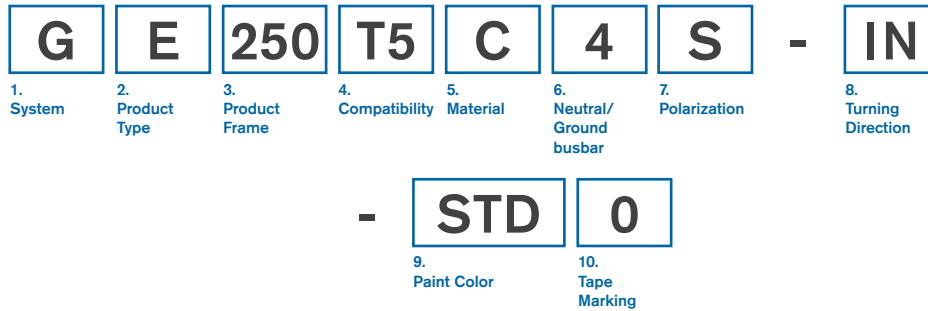 G E 250 T5 C 4 S - IN
1. 2. 3. 4. 5. 6. 7. 8.
System Product Product Compatibility Material Neutral/ Polarization Turning
Type Frame Ground Direction
busbar
- STD 0
9. 10.
Paint Color Tape
Marking